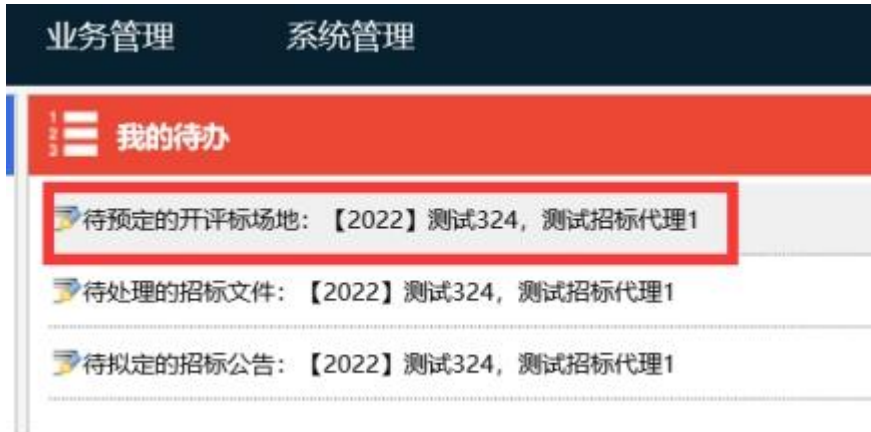 业务管理 系统管理
1
2
3
我的待办
待预定的开评标场地：【2022】测试324，测试招标代理1
待处理的招标文件：【2022】测试324，测试招标代理1
待拟定的招标公告：【2022】测试324，测试招标代理1